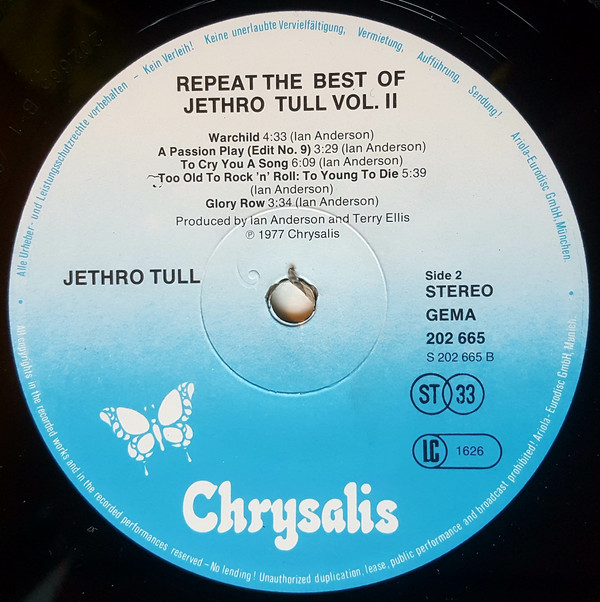 Alle Urheber- und Leistungsschutzrechte vorbehalten – Kein Verleih! Keine unerlaubte Vervielfältigung, Vermietung, Aufführung, Sendung! Ariola-Eurodisc GmbH, München.
REPEAT THE BEST OF
JETHRO TULL VOL. II
Warchild 4:33 (Ian Anderson)
A Passion Play (Edit No. 9) 3:29 (Ian Anderson)
To Cry You A Song 6:09 (Ian Anderson)
Too Old To Rock 'n' Roll: To Young To Die 5:39
(Ian Anderson)
Glory Row 3:34 (Ian Anderson)
Produced by Ian Anderson and Terry Ellis
℗ 1977 Chrysalis
JETHRO TULL
Side 2
STEREO
GEMA
202 665
S 202 665 B
ST 33
LC 1626
Chrysalis
All copyrights in the recorded works and in the recorded performances reserved – No lending! Unauthorized duplication, lease, public performance and broadcast prohibited! Ariola-Eurodisc GmbH, Munich.